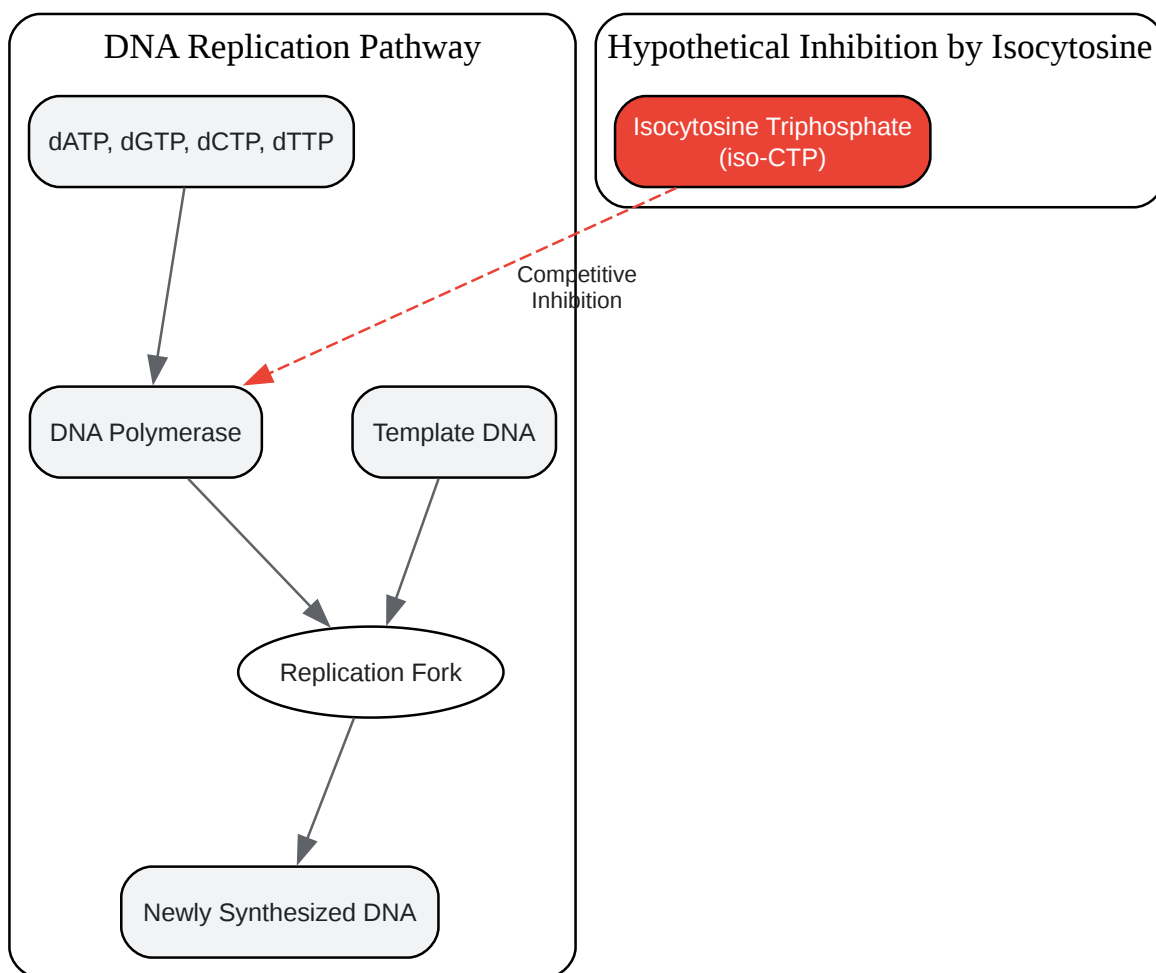 DNA Replication Pathway
Hypothetical Inhibition by Isocytosine
dATP, dGTP, dCTP, dTTP
Isocytosine Triphosphate
(iso-CTP)
Competitive
Inhibition
DNA Polymerase
Template DNA
Replication Fork
Newly Synthesized DNA